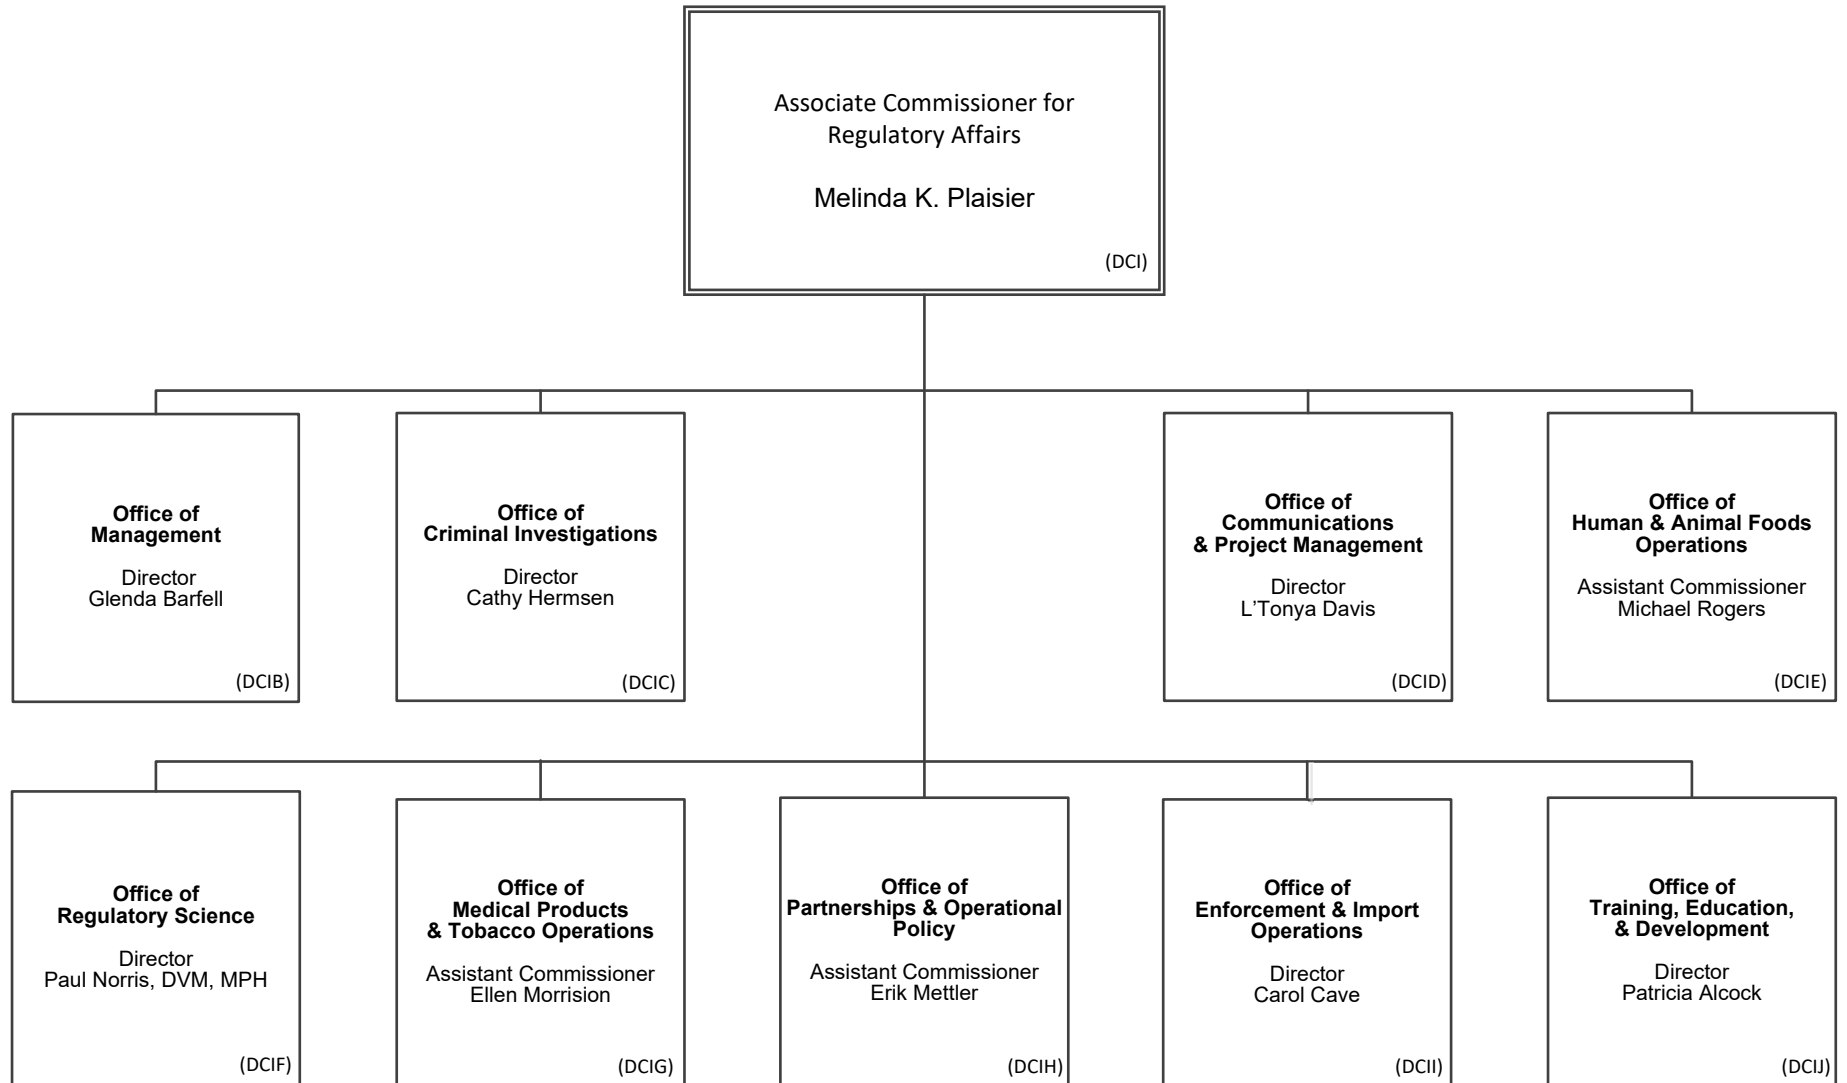 Associate Commissioner for
Regulatory Affairs
Melinda K. Plaisier
(DCI)
Office of
Management
Director
Glenda Barfell
(DCIB)
Office of
Criminal Investigations
Director
Cathy Hermsen
(DCIC)
Office of
Communications
& Project Management
Director
L’Tonya Davis
(DCID)
Office of
Human & Animal Foods
Operations
Assistant Commissioner
Michael Rogers
(DCIE)
Office of
Regulatory Science
Director
Paul Norris, DVM, MPH
(DCIF)
Office of
Medical Products
& Tobacco Operations
Assistant Commissioner
Ellen Morrision
(DCIG)
Office of
Partnerships & Operational
Policy
Assistant Commissioner
Erik Mettler
(DCIH)
Office of
Enforcement & Import
Operations
Director
Carol Cave
(DCII)
Office of
Training, Education,
& Development
Director
Patricia Alcock
(DCIJ)